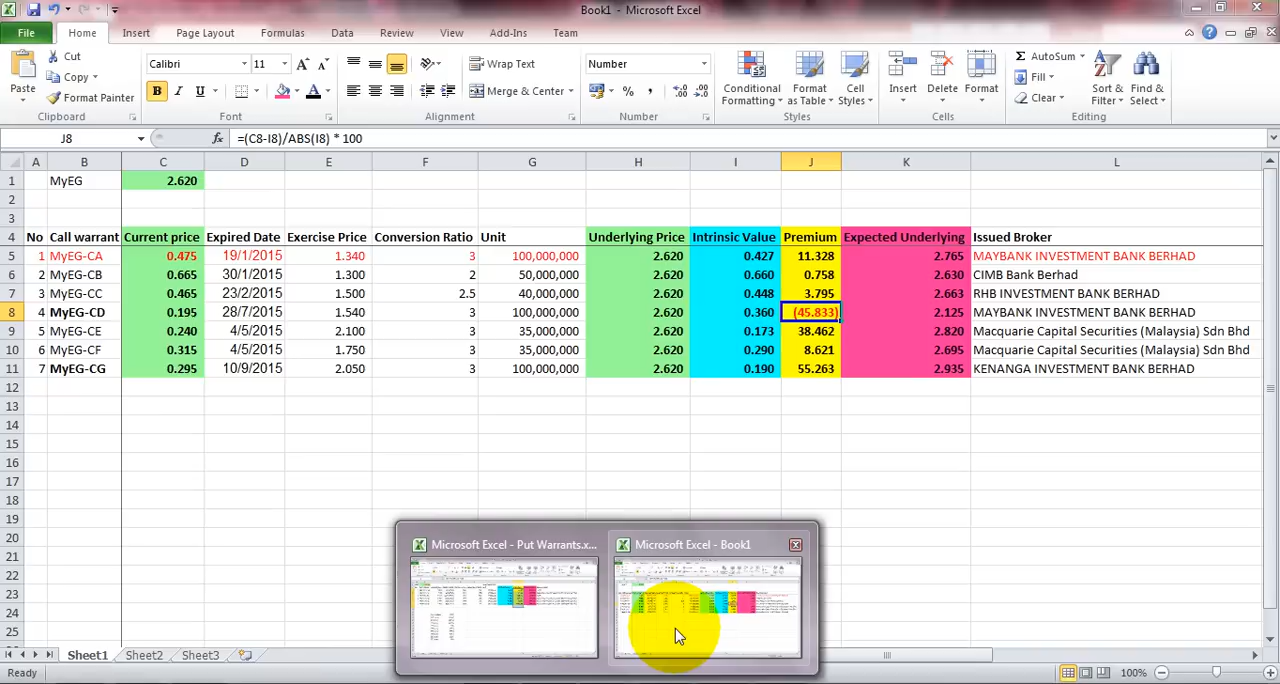 Book1 - Microsoft Excel
File Home Insert Page Layout Formulas Data Review View Add-Ins Team
Paste Cut Copy Format Painter Clipboard
Calibri 11 B I U A Font
Wrap Text Merge & Center Alignment
Number % , Number
Conditional Formatting Format as Table Cell Styles Styles
Insert Delete Format Cells
Σ AutoSum Fill Clear Sort & Filter Find & Select Editing
J8 fx =(C8-I8)/ABS(I8) * 100
A B C D E F G H I J K L
1 MyEG 2.620
2
3
4 No Call warrant Current price Expired Date Exercise Price Conversion Ratio Unit Underlying Price Intrinsic Value Premium Expected Underlying Issued Broker
5 1 MyEG-CA 0.475 19/1/2015 1.340 3 100,000,000 2.620 0.427 11.328 2.765 MAYBANK INVESTMENT BANK BERHAD
6 2 MyEG-CB 0.665 30/1/2015 1.300 2 50,000,000 2.620 0.660 0.758 2.630 CIMB Bank Berhad
7 3 MyEG-CC 0.465 23/2/2015 1.500 2.5 40,000,000 2.620 0.448 3.795 2.663 RHB INVESTMENT BANK BERHAD
8 4 MyEG-CD 0.195 28/7/2015 1.540 3 100,000,000 2.620 0.360 (45.833) 2.125 MAYBANK INVESTMENT BANK BERHAD
9 5 MyEG-CE 0.240 4/5/2015 2.100 3 35,000,000 2.620 0.173 38.462 2.820 Macquarie Capital Securities (Malaysia) Sdn Bhd
10 6 MyEG-CF 0.315 4/5/2015 1.750 3 35,000,000 2.620 0.290 8.621 2.695 Macquarie Capital Securities (Malaysia) Sdn Bhd
11 7 MyEG-CG 0.295 10/9/2015 2.050 3 100,000,000 2.620 0.190 55.263 2.935 KENANGA INVESTMENT BANK BERHAD
12
13
14
15
16
17
18
19
20
21
22
23
24
25
Microsoft Excel - Put Warrants.x... Microsoft Excel - Book1
Sheet1 Sheet2 Sheet3
Ready 100%